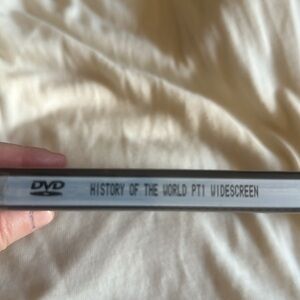 DVD HISTORY OF THE WORLD PT1 WIDESCREEN